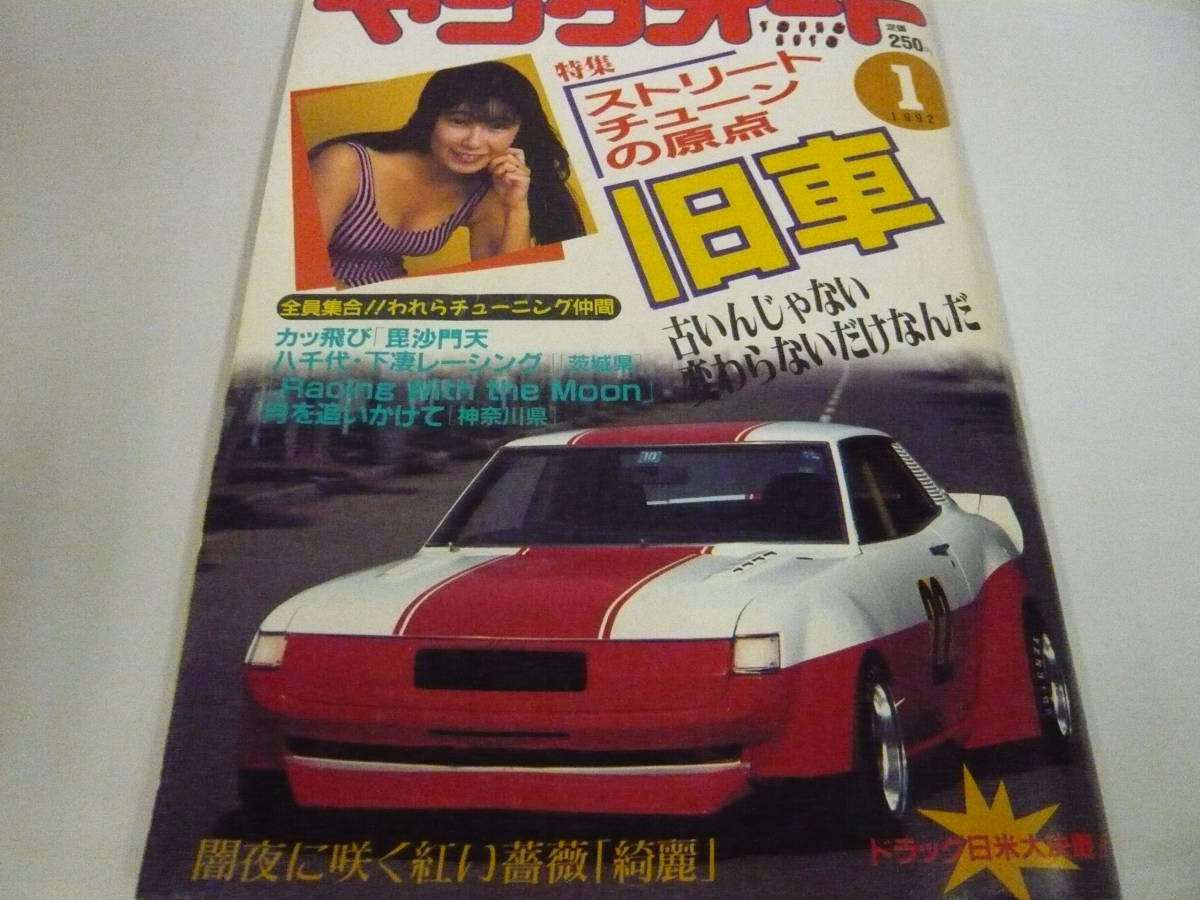 ヤングオート
YOUNG
AUTO
定価
250円
1
1992
特集
ストリート
チューン
の原点
旧車
古いんじゃない
変わらないだけなんだ
全員集合!!われらチューニング仲間
カッ飛び「毘沙門天
八千代・下凄レーシング」[茨城県]
「Racing with the Moon」
月を追いかけて[神奈川県]
10
22
闇夜に咲く紅い薔薇「綺麗」
ドラッグ日米大決戦!